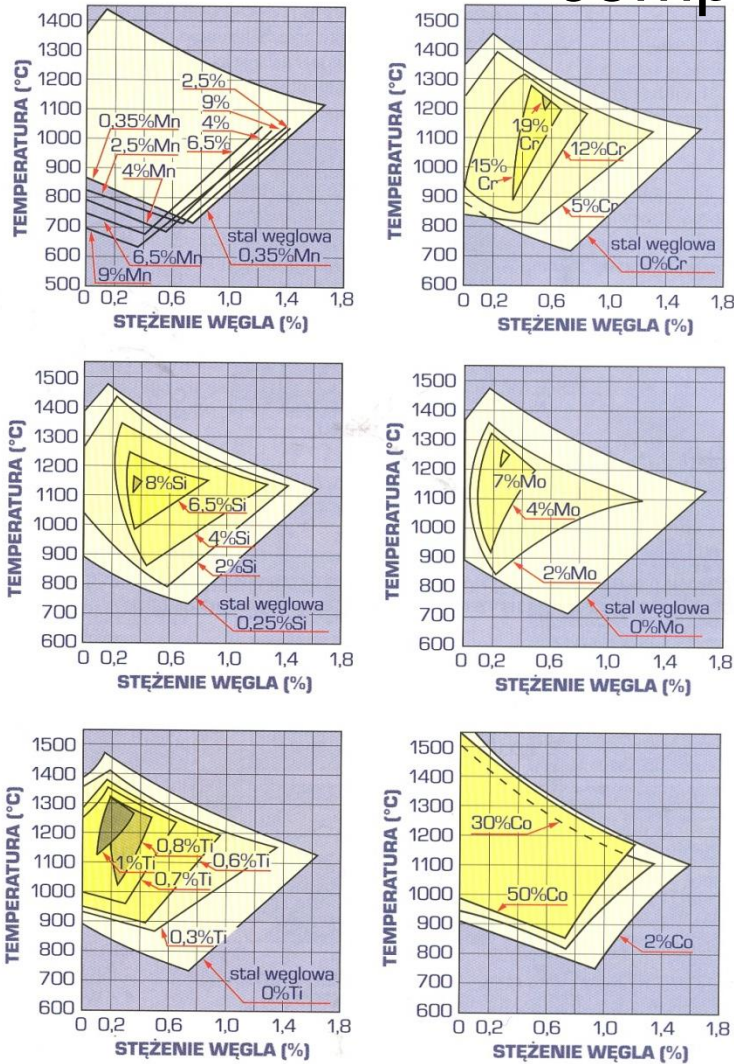 comp
TEMPERATURA (°C)
1400
1300
1200
1100
1000
900
800
700
600
500
2,5%
9%
4%
6,5%
0,35%Mn
2,5%Mn
4%Mn
6,5%Mn
9%Mn
stal węglowa
0,35%Mn
0 0,2 0,6 1,0 1,4 1,8
STĘŻENIE WĘGLA (%)
TEMPERATURA (°C)
1500
1400
1300
1200
1100
1000
900
800
700
600
19%
Cr
15%
Cr
12%Cr
5%Cr
stal węglowa
0%Cr
0 0,2 0,6 1,0 1,4 1,8
STĘŻENIE WĘGLA (%)
TEMPERATURA (°C)
1500
1400
1300
1200
1100
1000
900
800
700
600
8%Si
6.5%Si
4%Si
2%Si
stal węglowa
0,25%Si
0 0,2 0,6 1,0 1,4 1,8
STĘŻENIE WĘGLA (%)
TEMPERATURA (°C)
1500
1400
1300
1200
1100
1000
900
800
700
600
7%Mo
4%Mo
2%Mo
stal węglowa
0%Mo
0 0,2 0,6 1,0 1,4 1,8
STĘŻENIE WĘGLA (%)
TEMPERATURA (°C)
1500
1400
1300
1200
1100
1000
900
800
700
600
0,8%Ti
1%Ti
0,6%Ti
0,7%Ti
0,3%Ti
stal węglowa
0%Ti
0 0,2 0,6 1,0 1,4 1,8
STĘŻENIE WĘGLA (%)
TEMPERATURA (°C)
1500
1400
1300
1200
1100
1000
900
800
700
600
30%Co
50%Co
2%Co
0 0,2 0,6 1,0 1,4 1,8
STĘŻENIE WĘGLA (%)